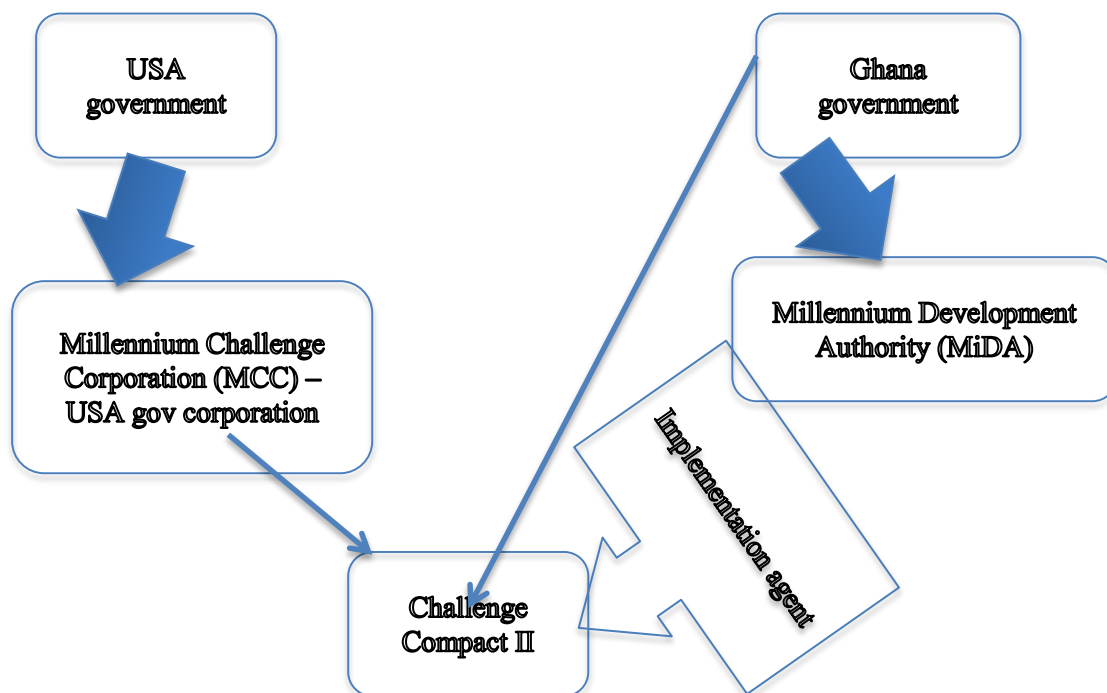 USA
government
Ghana
government
Millennium Challenge
Corporation (MCC) –
USA gov corporation
Millennium Development
Authority (MiDA)
Implementation agent
Challenge
Compact II